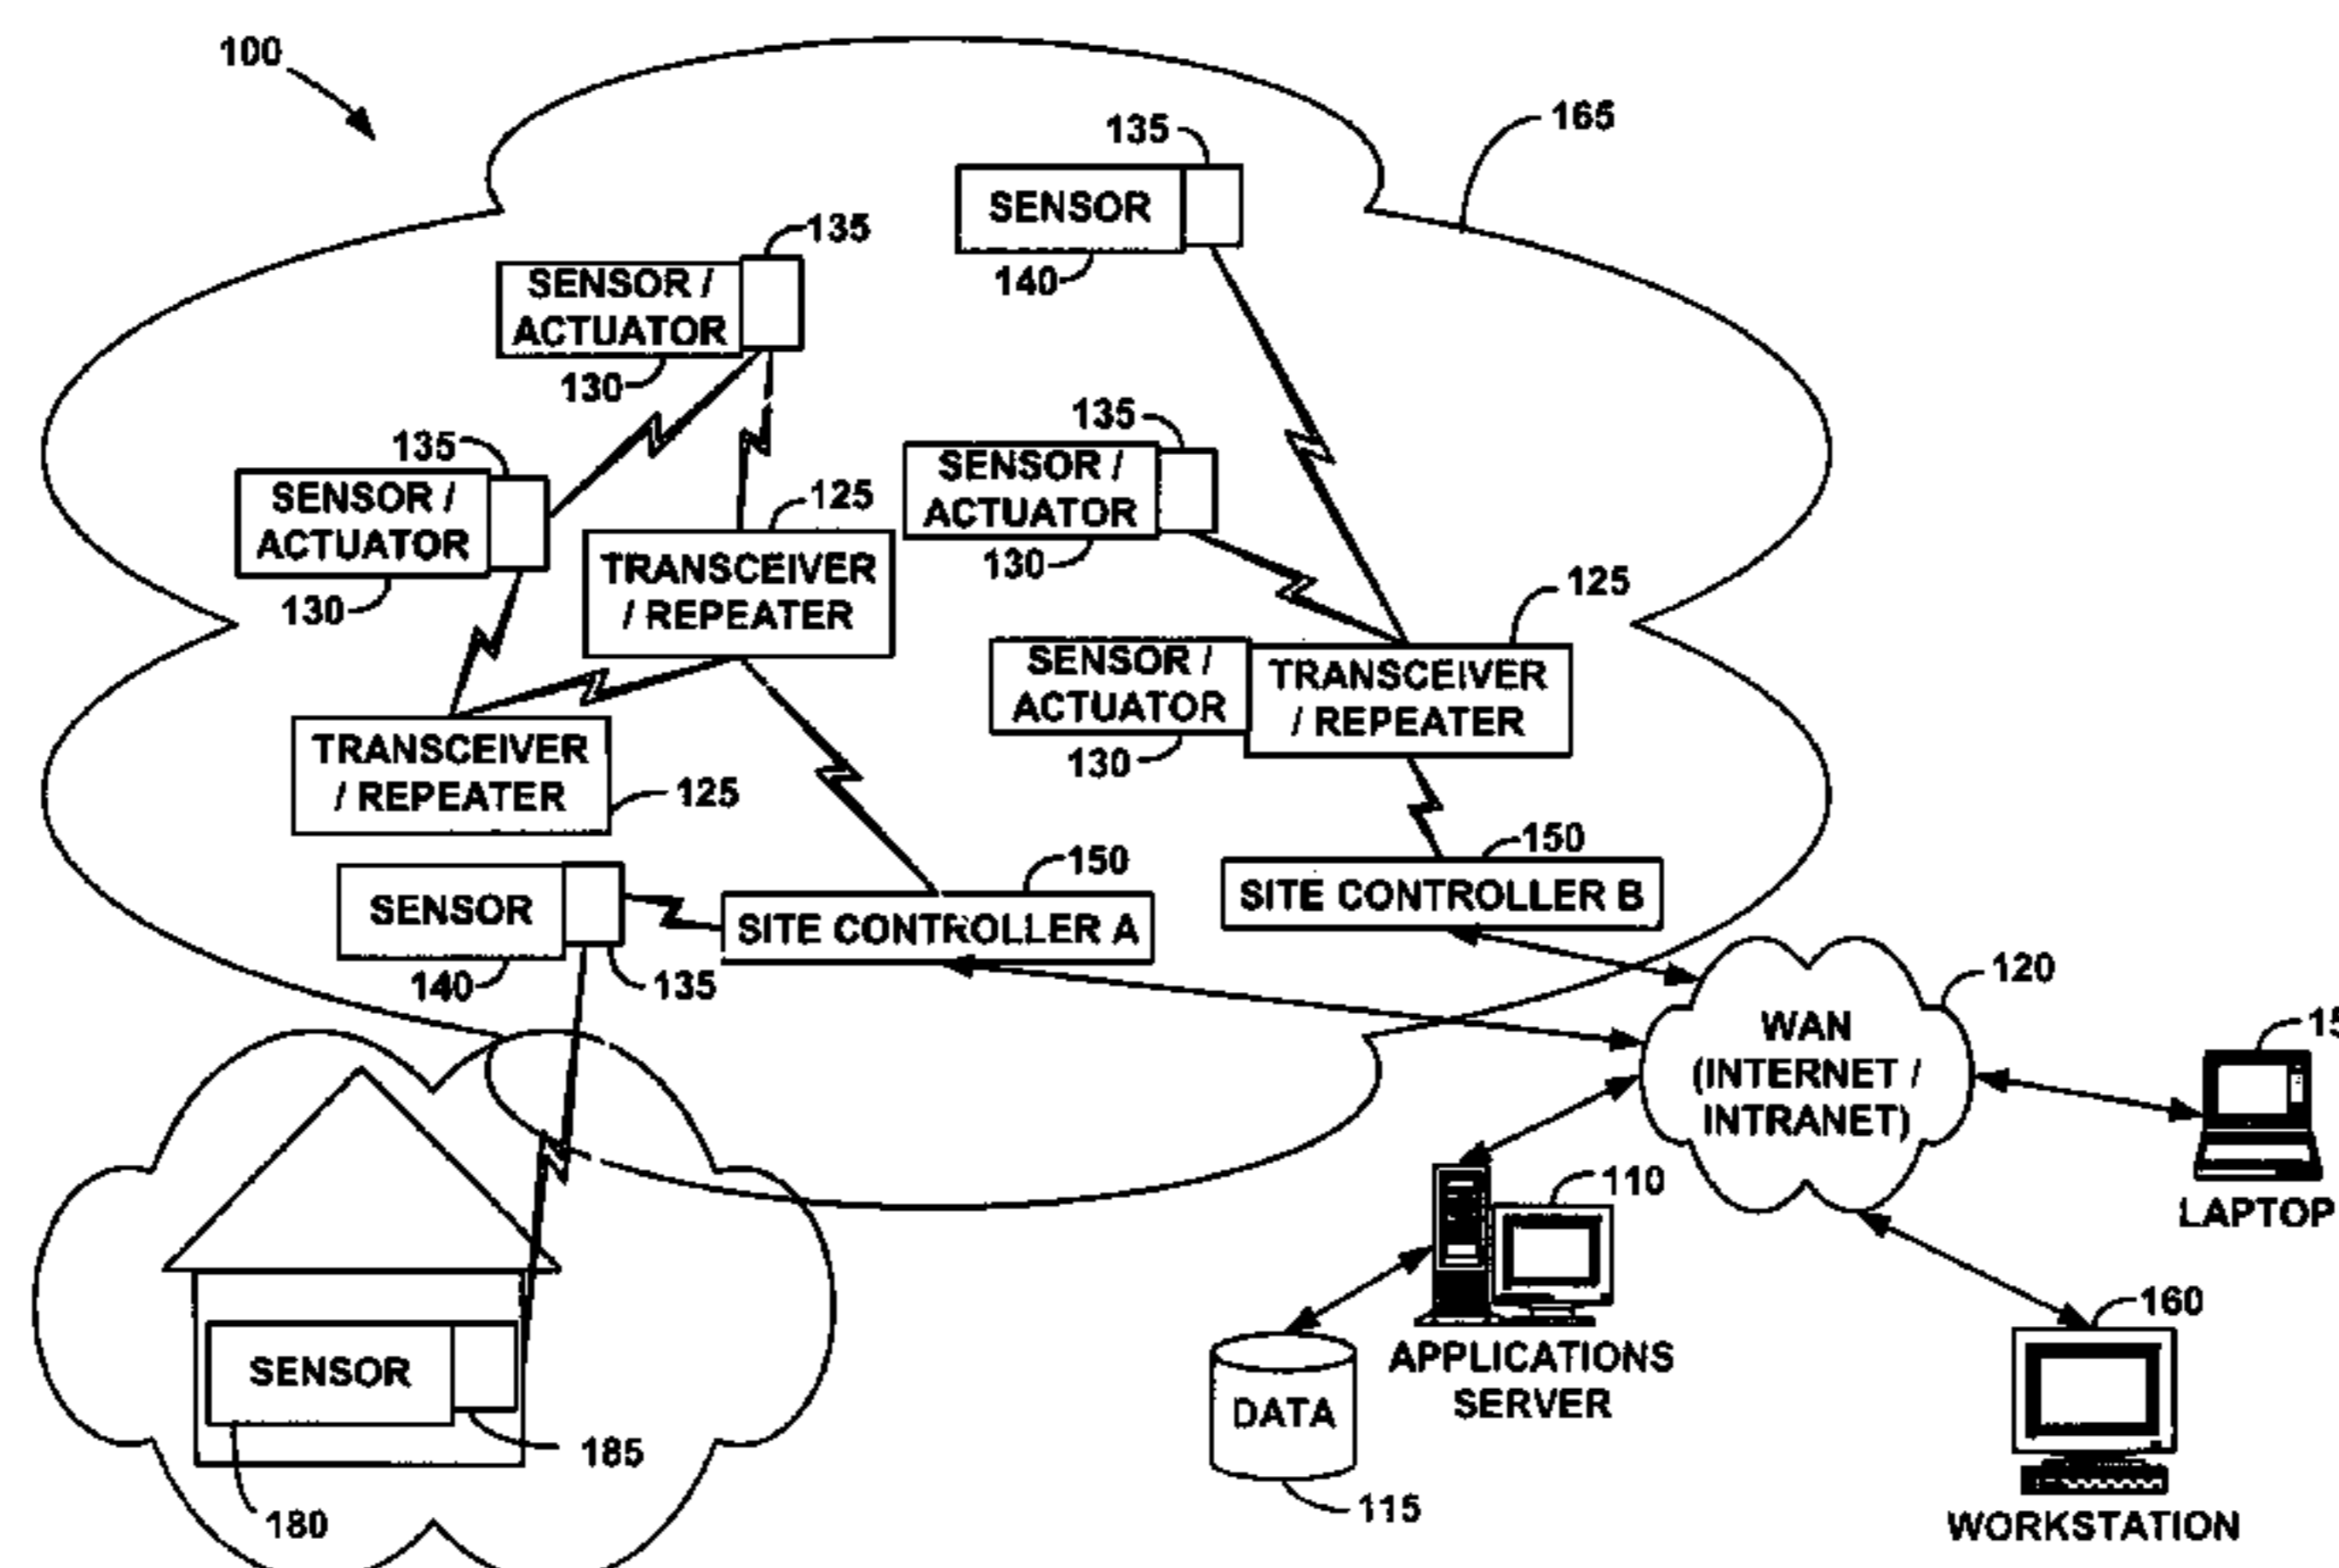 100
165
135
SENSOR
140
135
SENSOR /
ACTUATOR
130
135
SENSOR /
ACTUATOR
130
135
SENSOR /
ACTUATOR
130
125
TRANSCEIVER
/ REPEATER
125
SENSOR /
ACTUATOR
130
TRANSCEIVER
/ REPEATER
TRANSCEIVER
/ REPEATER
125
150
SITE CONTROLLER B
150
SITE CONTROLLER A
SENSOR
140
135
120
WAN
(INTERNET /
INTRANET)
LAPTOP
110
APPLICATIONS
SERVER
DATA
115
160
WORKSTATION
SENSOR
185
180